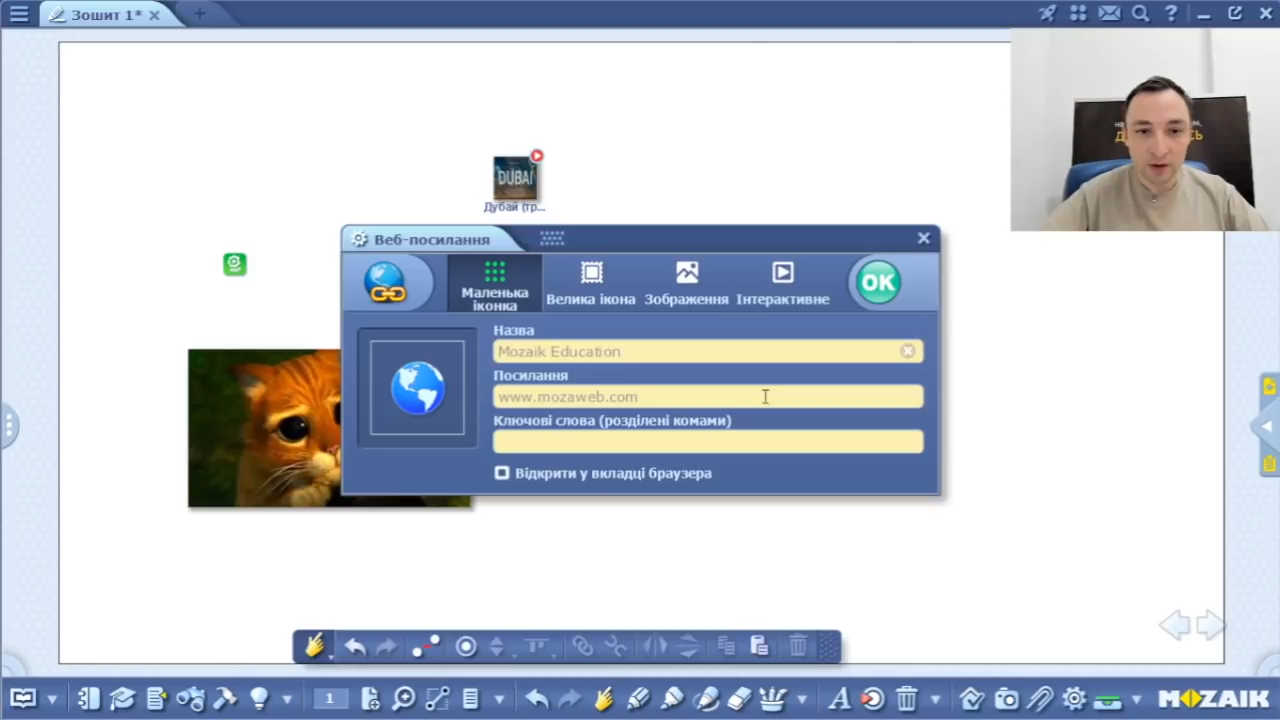 Зошит 1*
DUBAI
Дубай (тр...
Веб-посилання
Маленька
іконка
Велика ікона
Зображення
Інтерактивне
OK
Назва
Mozaik Education
Посилання
www.mozaweb.com
Ключові слова (розділені комами)
Відкрити у вкладці браузера
1
MOZAIK